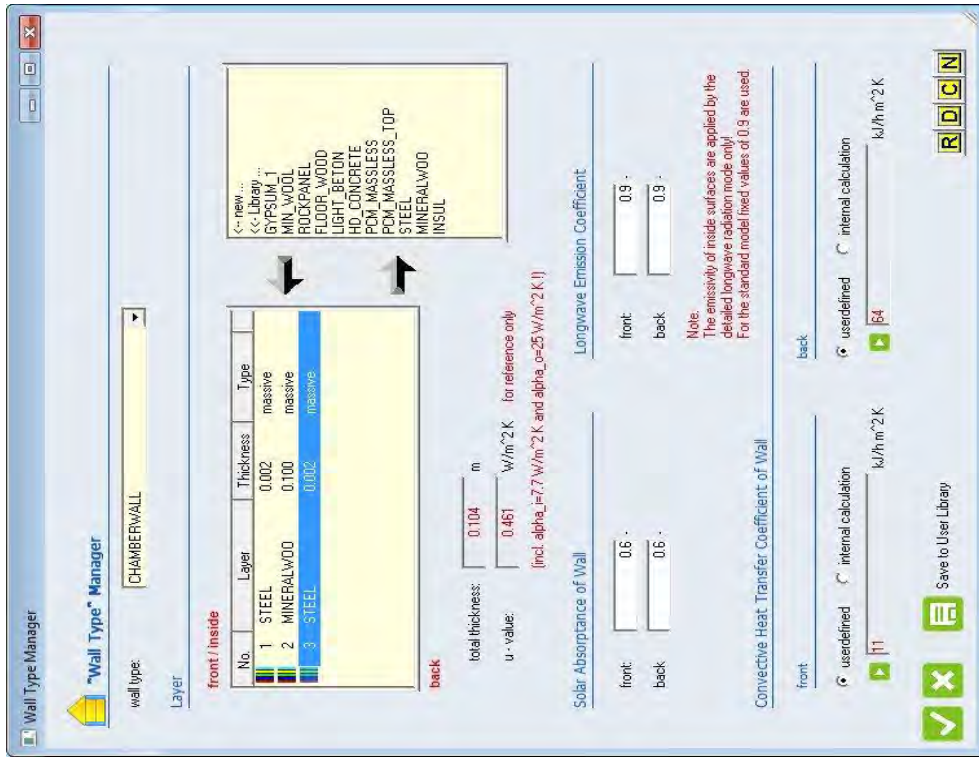 Wall Type Manager
"Wall Type" Manager
wall type: CHAMBERWALL
Layer
front / inside
No. Layer Thickness Type
1 STEEL 0.002 massive
2 MINERALWOO 0.100 massive
3 STEEL 0.002 massive
back
<- new ...
<<- Library ...
GYPSUM_1
MIN_WOOL
ROCKPANEL
FLOOR_WOOD
LIGHT_BETON
HD_CONCRETE
PCM_MASSLESS
PCM_MASSLESS_TOP
STEEL
MINERALWOO
INSUL
total thickness: 0.104 m
u - value: 0.461 W/m^2 K for reference only
(incl. alpha_i=7.7 W/m^2 K and alpha_o=25 W/m^2 K !)
Solar Absorptance of Wall
front: 0.6 -
back 0.6 -
Longwave Emission Coefficient
front: 0.9 -
back 0.9 -
Note.
The emissivity of inside surfaces are applied by the
detailed longwave radiation mode only!
For the standard model fixed values of 0.9 are used.
Convective Heat Transfer Coefficient of Wall
front
userdefined internal calculation
11 kJ/h m^2 K
back
userdefined internal calculation
64 kJ/h m^2 K
Save to User Library
R D C N